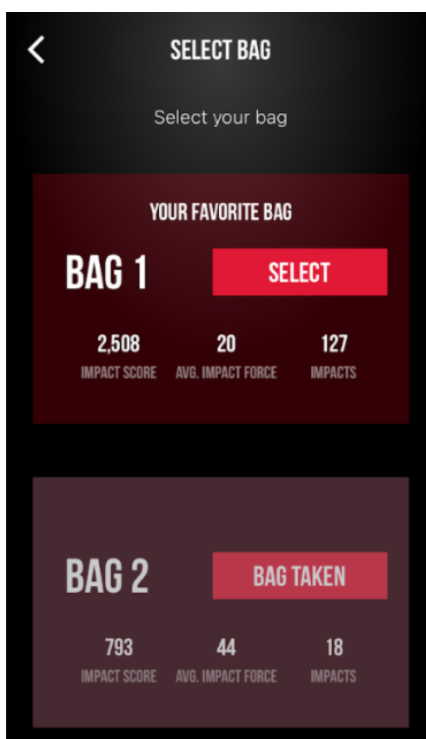 SELECT BAG
Select your bag
YOUR FAVORITE BAG
BAG 1 SELECT
2,508 20 127
IMPACT SCORE AVG. IMPACT FORCE IMPACTS
BAG 2 BAG TAKEN
793 44 18
IMPACT SCORE AVG. IMPACT FORCE IMPACTS